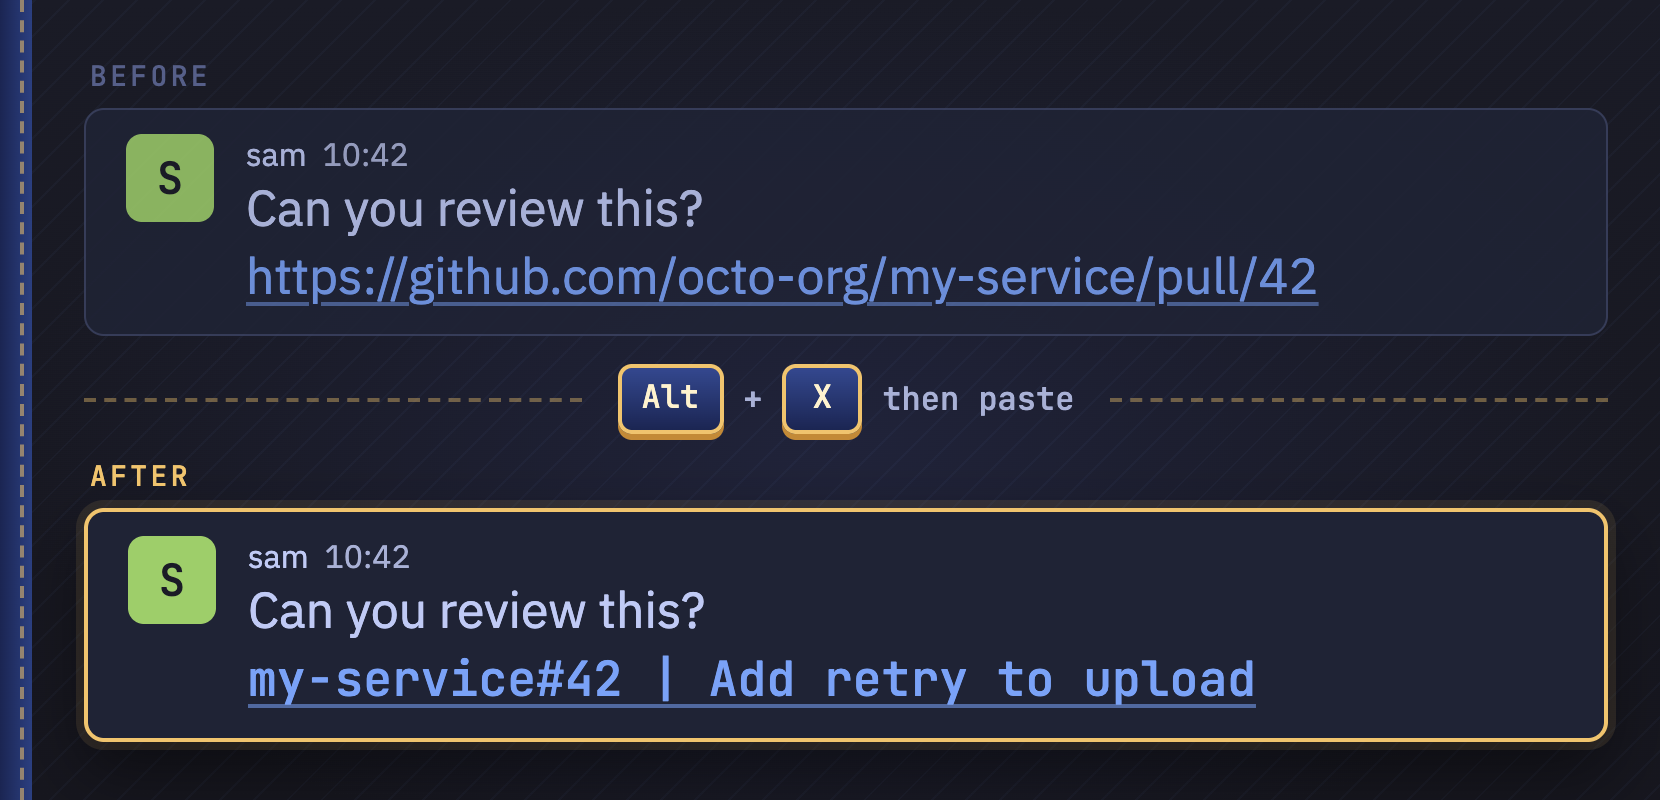 BEFORE
S
sam 10:42
Can you review this?
https://github.com/octo-org/my-service/pull/42
Alt + X then paste
AFTER
S
sam 10:42
Can you review this?
my-service#42 | Add retry to upload